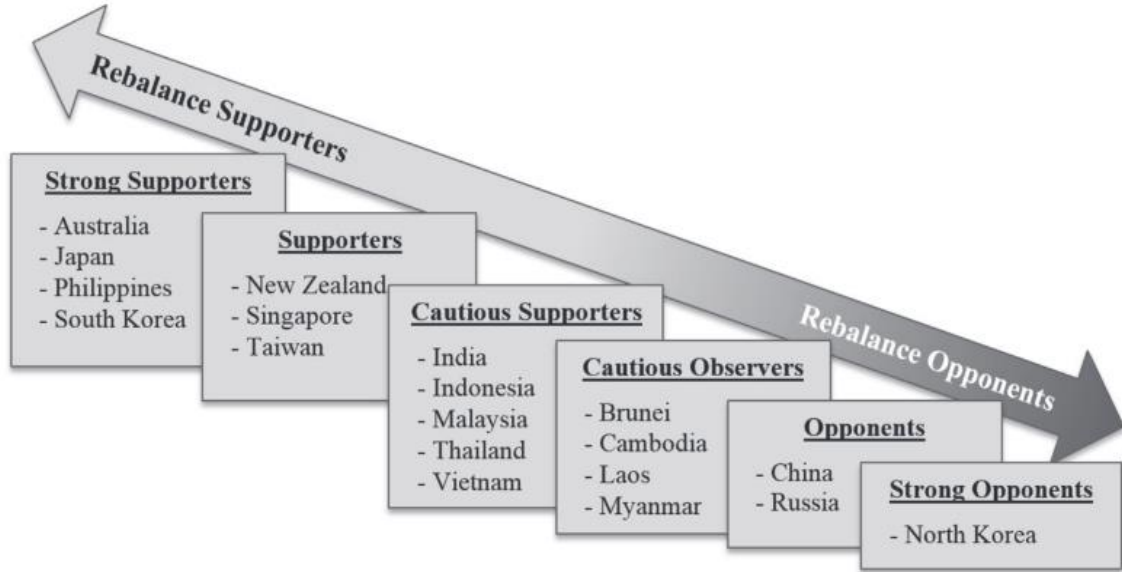 Rebalance Supporters
Strong Supporters
- Australia
- Japan
- Philippines
- South Korea
Supporters
- New Zealand
- Singapore
- Taiwan
Cautious Supporters
- India
- Indonesia
- Malaysia
- Thailand
- Vietnam
Cautious Observers
- Brunei
- Cambodia
- Laos
- Myanmar
Rebalance Opponents
Opponents
- China
- Russia
Strong Opponents
- North Korea